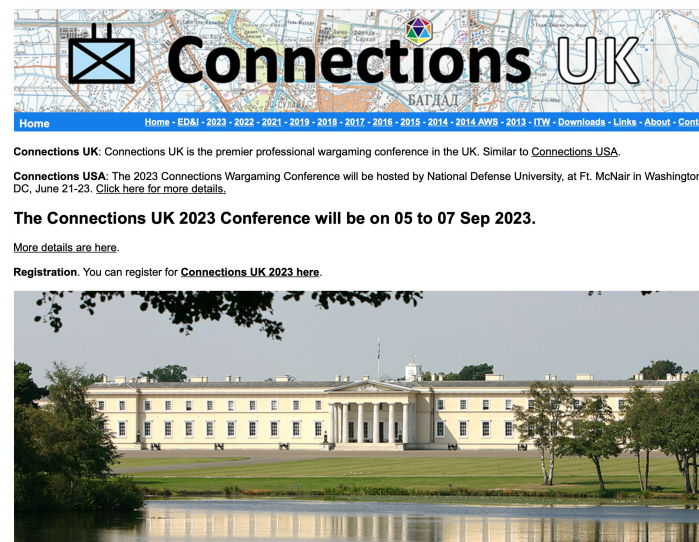 Connections UK
БАГДАД
Home
Home - ED&I - 2023 - 2022 - 2021 - 2019 - 2018 - 2017 - 2016 - 2015 - 2014 - 2014 AWS - 2013 - ITW - Downloads - Links - About - Cont
Connections UK: Connections UK is the premier professional wargaming conference in the UK. Similar to Connections USA.
Connections USA: The 2023 Connections Wargaming Conference will be hosted by National Defense University, at Ft. McNair in Washington
DC, June 21-23. Click here for more details.
The Connections UK 2023 Conference will be on 05 to 07 Sep 2023.
More details are here.
Registration. You can register for Connections UK 2023 here.